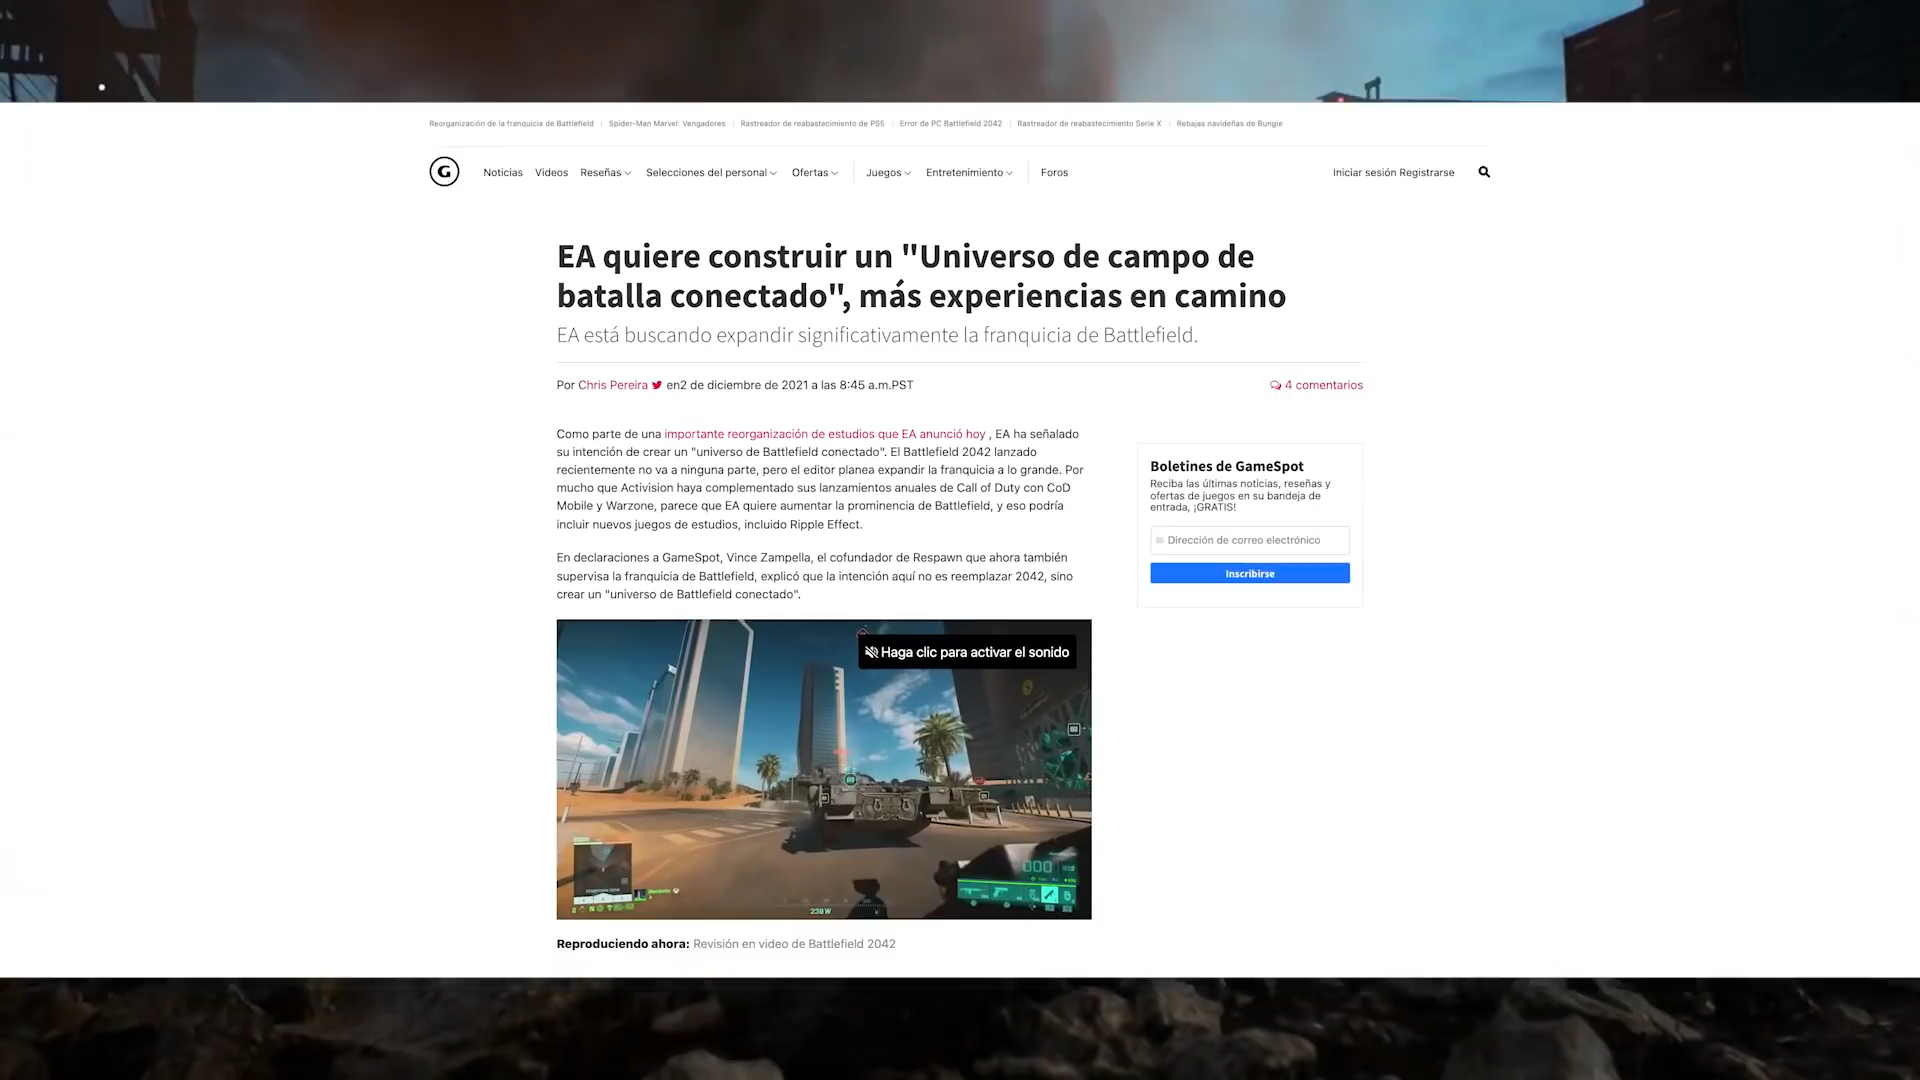 Reorganización de la franquicia de Battlefield | Spider-Man Marvel: Vengadores | Rastreador de reabastecimiento de PS5 | Error de PC Battlefield 2042 | Rastreador de reabastecimiento Serie X | Rebajas navideñas de Bungie
G Noticias Videos Reseñas Selecciones del personal Ofertas Juegos Entretenimiento Foros Iniciar sesión Registrarse
EA quiere construir un "Universo de campo de
batalla conectado", más experiencias en camino
EA está buscando expandir significativamente la franquicia de Battlefield.
Por Chris Pereira en2 de diciembre de 2021 a las 8:45 a.m.PST
4 comentarios
Como parte de una importante reorganización de estudios que EA anunció hoy , EA ha señalado
su intención de crear un "universo de Battlefield conectado". El Battlefield 2042 lanzado
recientemente no va a ninguna parte, pero el editor planea expandir la franquicia a lo grande. Por
mucho que Activision haya complementado sus lanzamientos anuales de Call of Duty con CoD
Mobile y Warzone, parece que EA quiere aumentar la prominencia de Battlefield, y eso podría
incluir nuevos juegos de estudios, incluido Ripple Effect.
En declaraciones a GameSpot, Vince Zampella, el cofundador de Respawn que ahora también
supervisa la franquicia de Battlefield, explicó que la intención aquí no es reemplazar 2042, sino
crear un "universo de Battlefield conectado".
Boletines de GameSpot
Reciba las últimas noticias, reseñas y
ofertas de juegos en su bandeja de
entrada, ¡GRATIS!
Dirección de correo electrónico
Inscribirse
Haga clic para activar el sonido
000
238 W
Reproduciendo ahora: Revisión en video de Battlefield 2042